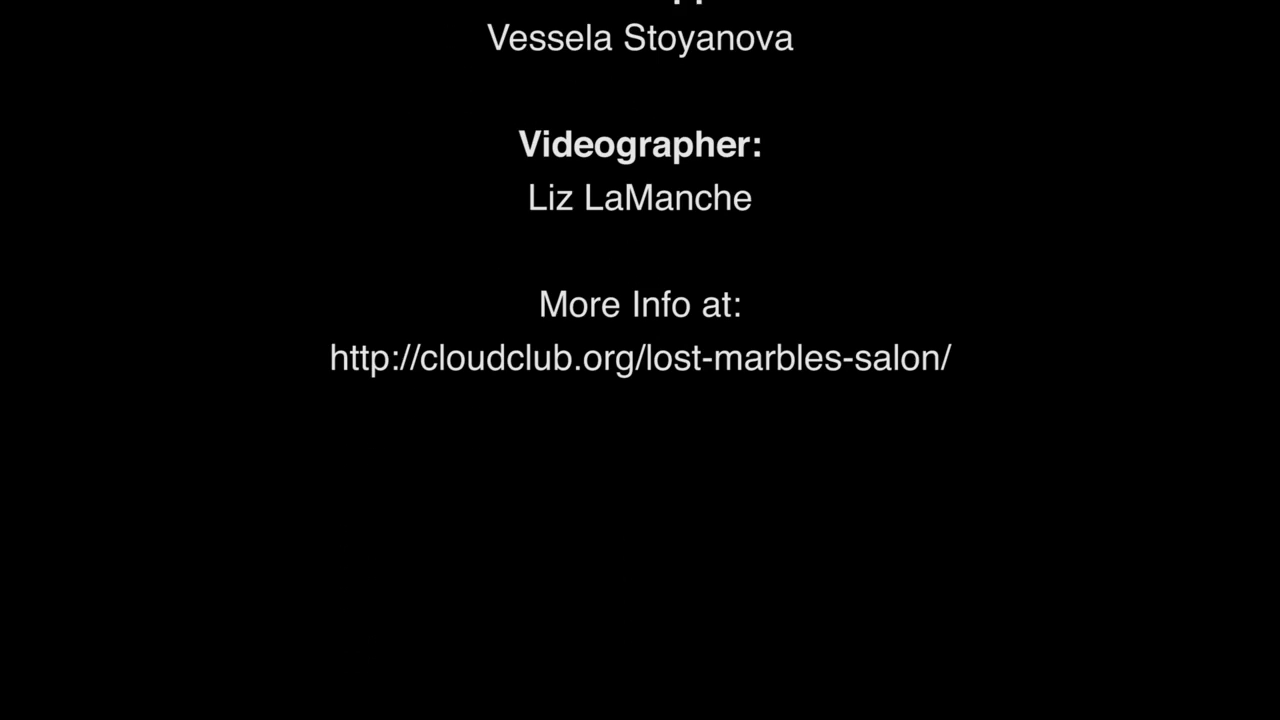 Vessela Stoyanova
Videographer:
Liz LaManche
More Info at:
http://cloudclub.org/lost-marbles-salon/